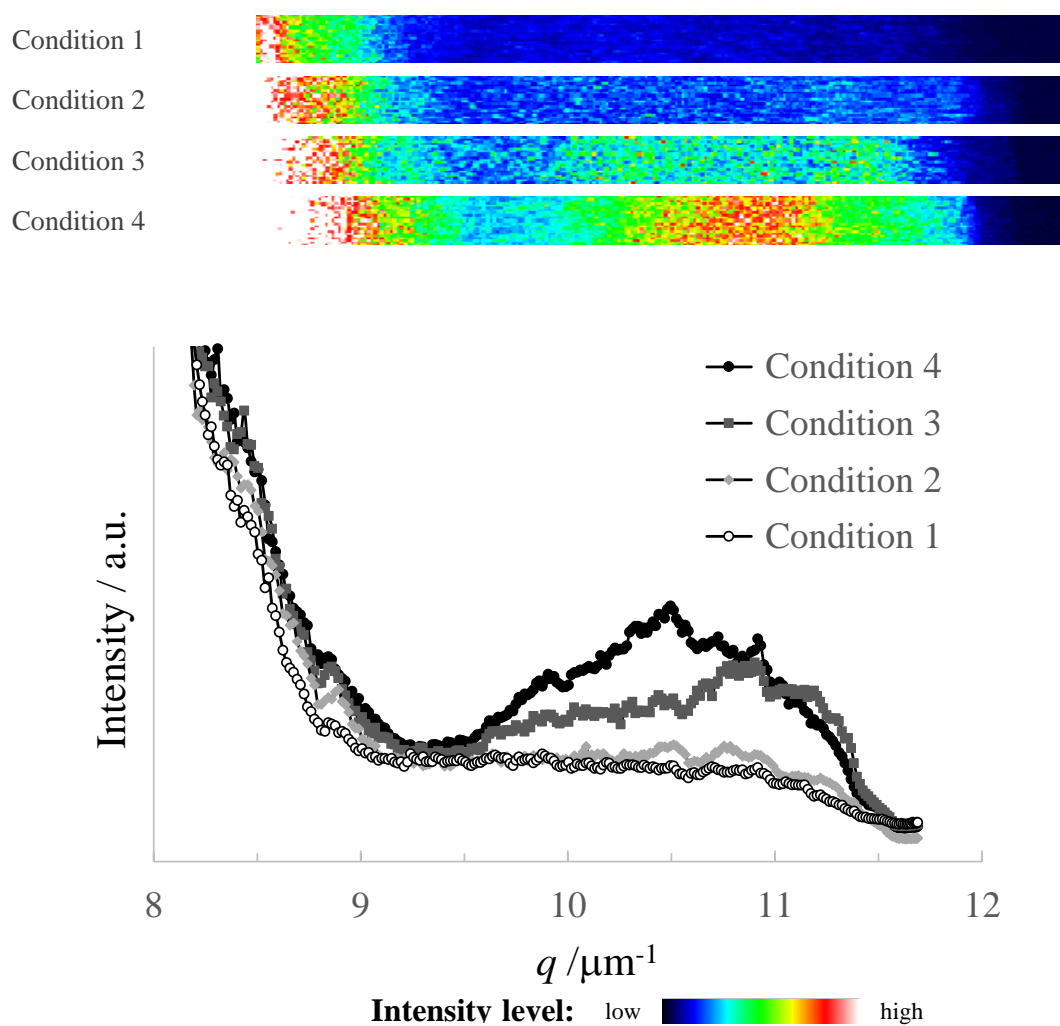 Condition 1
Condition 2
Condition 3
Condition 4
Condition 4
Condition 3
Condition 2
Condition 1
Intensity / a.u.
8 9 10 11 12
q /μm-1
Intensity level: low high